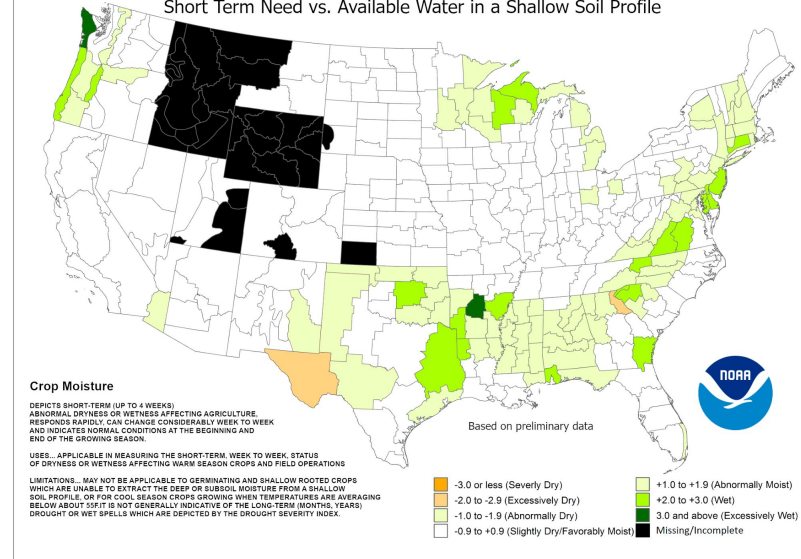 Short Term Need vs. Available Water in a Shallow Soil Profile
Crop Moisture
DEPICTS SHORT-TERM (UP TO 4 WEEKS)
ABNORMAL DRYNESS OR WETNESS AFFECTING AGRICULTURE,
RESPONDS RAPIDLY, CAN CHANGE CONSIDERABLY WEEK TO WEEK
AND INDICATES NORMAL CONDITIONS AT THE BEGINNING AND
END OF THE GROWING SEASON.
USES... APPLICABLE IN MEASURING THE SHORT-TERM, WEEK TO WEEK, STATUS
OF DRYNESS OR WETNESS AFFECTING WARM SEASON CROPS AND FIELD OPERATIONS
LIMITATIONS... MAY NOT BE APPLICABLE TO GERMINATING AND SHALLOW ROOTED CROPS
WHICH ARE UNABLE TO EXTRACT THE DEEP OR SUBSOIL MOISTURE FROM A SHALLOW
SOIL PROFILE, OR FOR COOL SEASON CROPS GROWING WHEN TEMPERATURES ARE AVERAGING
BELOW ABOUT 55F.IT IS NOT GENERALLY INDICATIVE OF THE LONG-TERM (MONTHS, YEARS)
DROUGHT OR WET SPELLS WHICH ARE DEPICTED BY THE DROUGHT SEVERITY INDEX.
NOAA
Based on preliminary data
-3.0 or less (Severly Dry)
-2.0 to -2.9 (Excessively Dry)
-1.0 to -1.9 (Abnormally Dry)
-0.9 to +0.9 (Slightly Dry/Favorably Moist)
+1.0 to +1.9 (Abnormally Moist)
+2.0 to +3.0 (Wet)
3.0 and above (Excessively Wet)
Missing/Incomplete